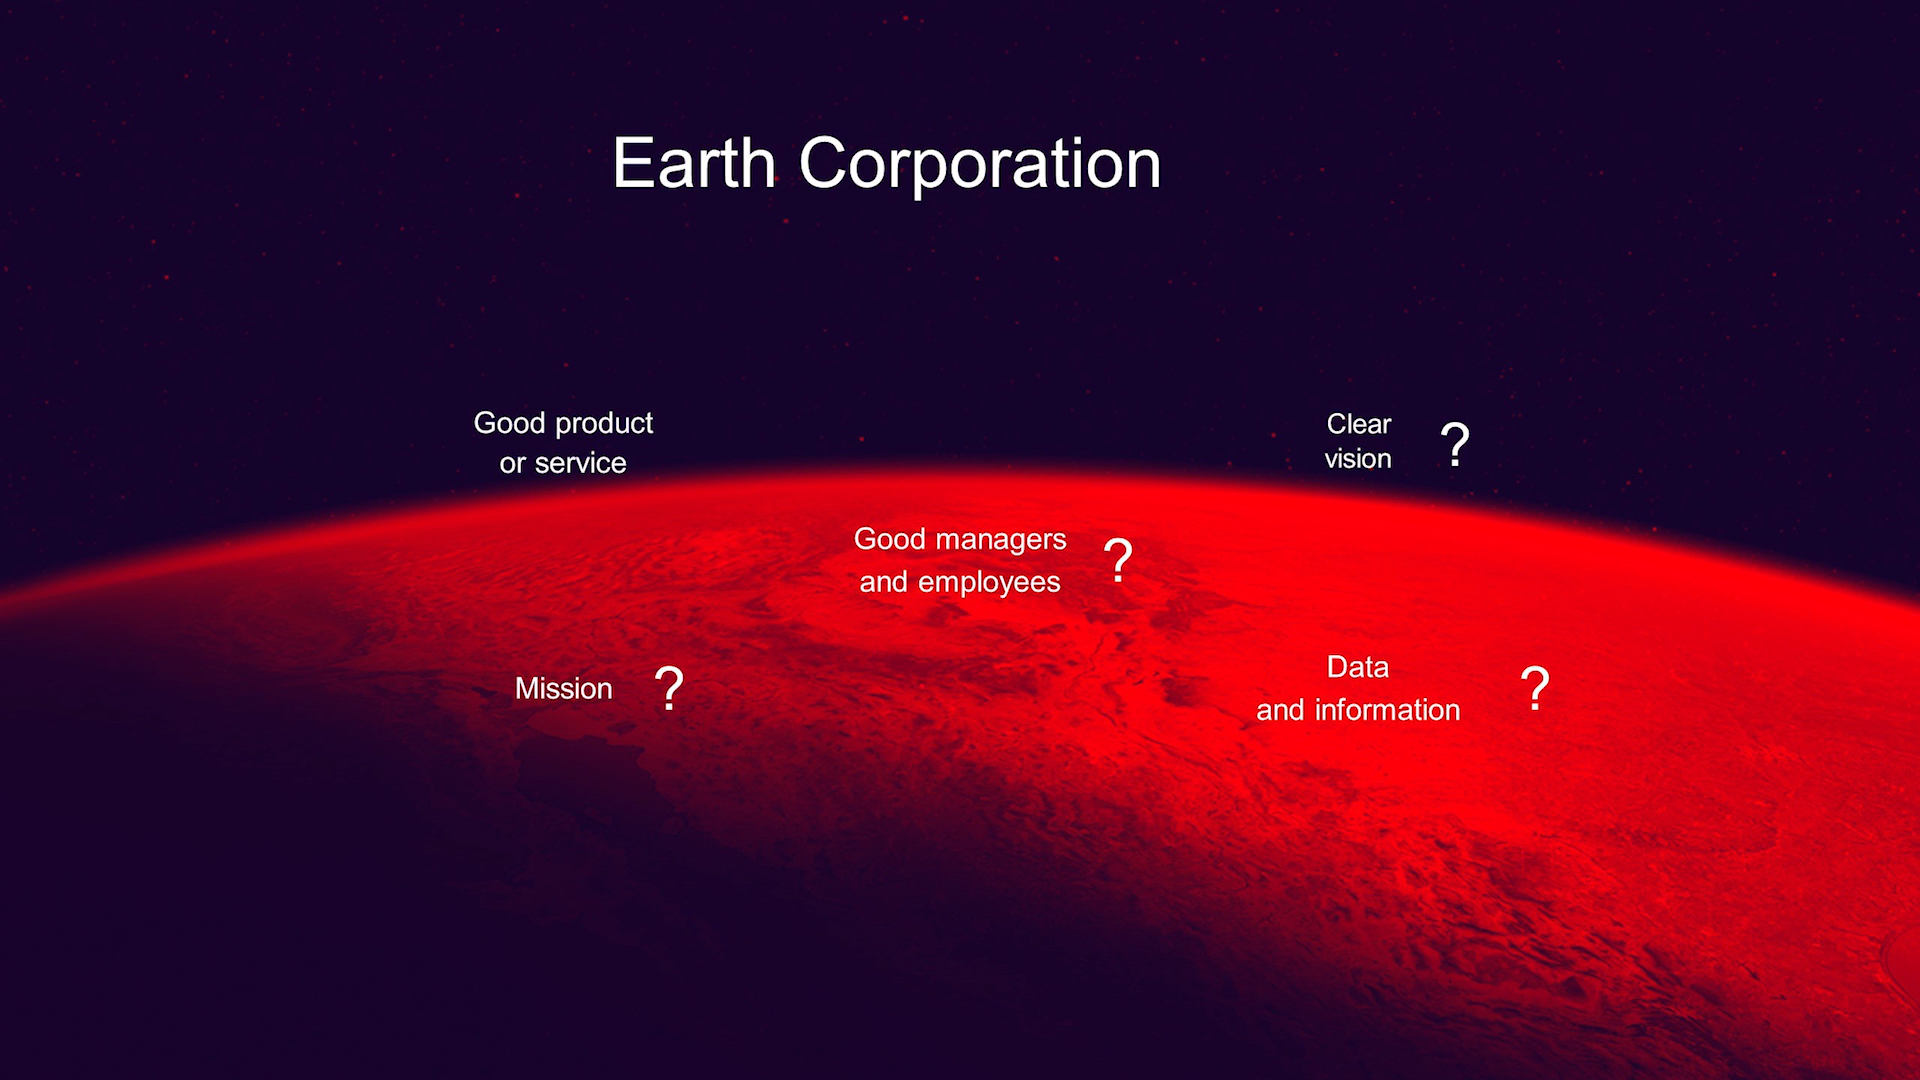 Earth Corporation
Good product
or service
Clear
vision
?
Good managers
and employees
?
Mission
?
Data
and information
?